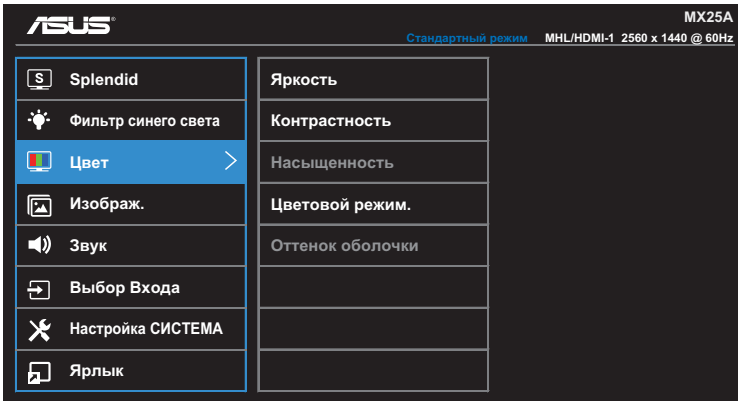 ASUS
MX25A
Стандартный режим MHL/HDMI-1 2560 x 1440 @ 60Hz
S Splendid
Фильтр синего света
Цвет
Изображ.
Звук
Выбор Входа
Настройка СИСТЕМА
Ярлык
Яркость
Контрастность
Насыщенность
Цветовой режим.
Оттенок оболочки